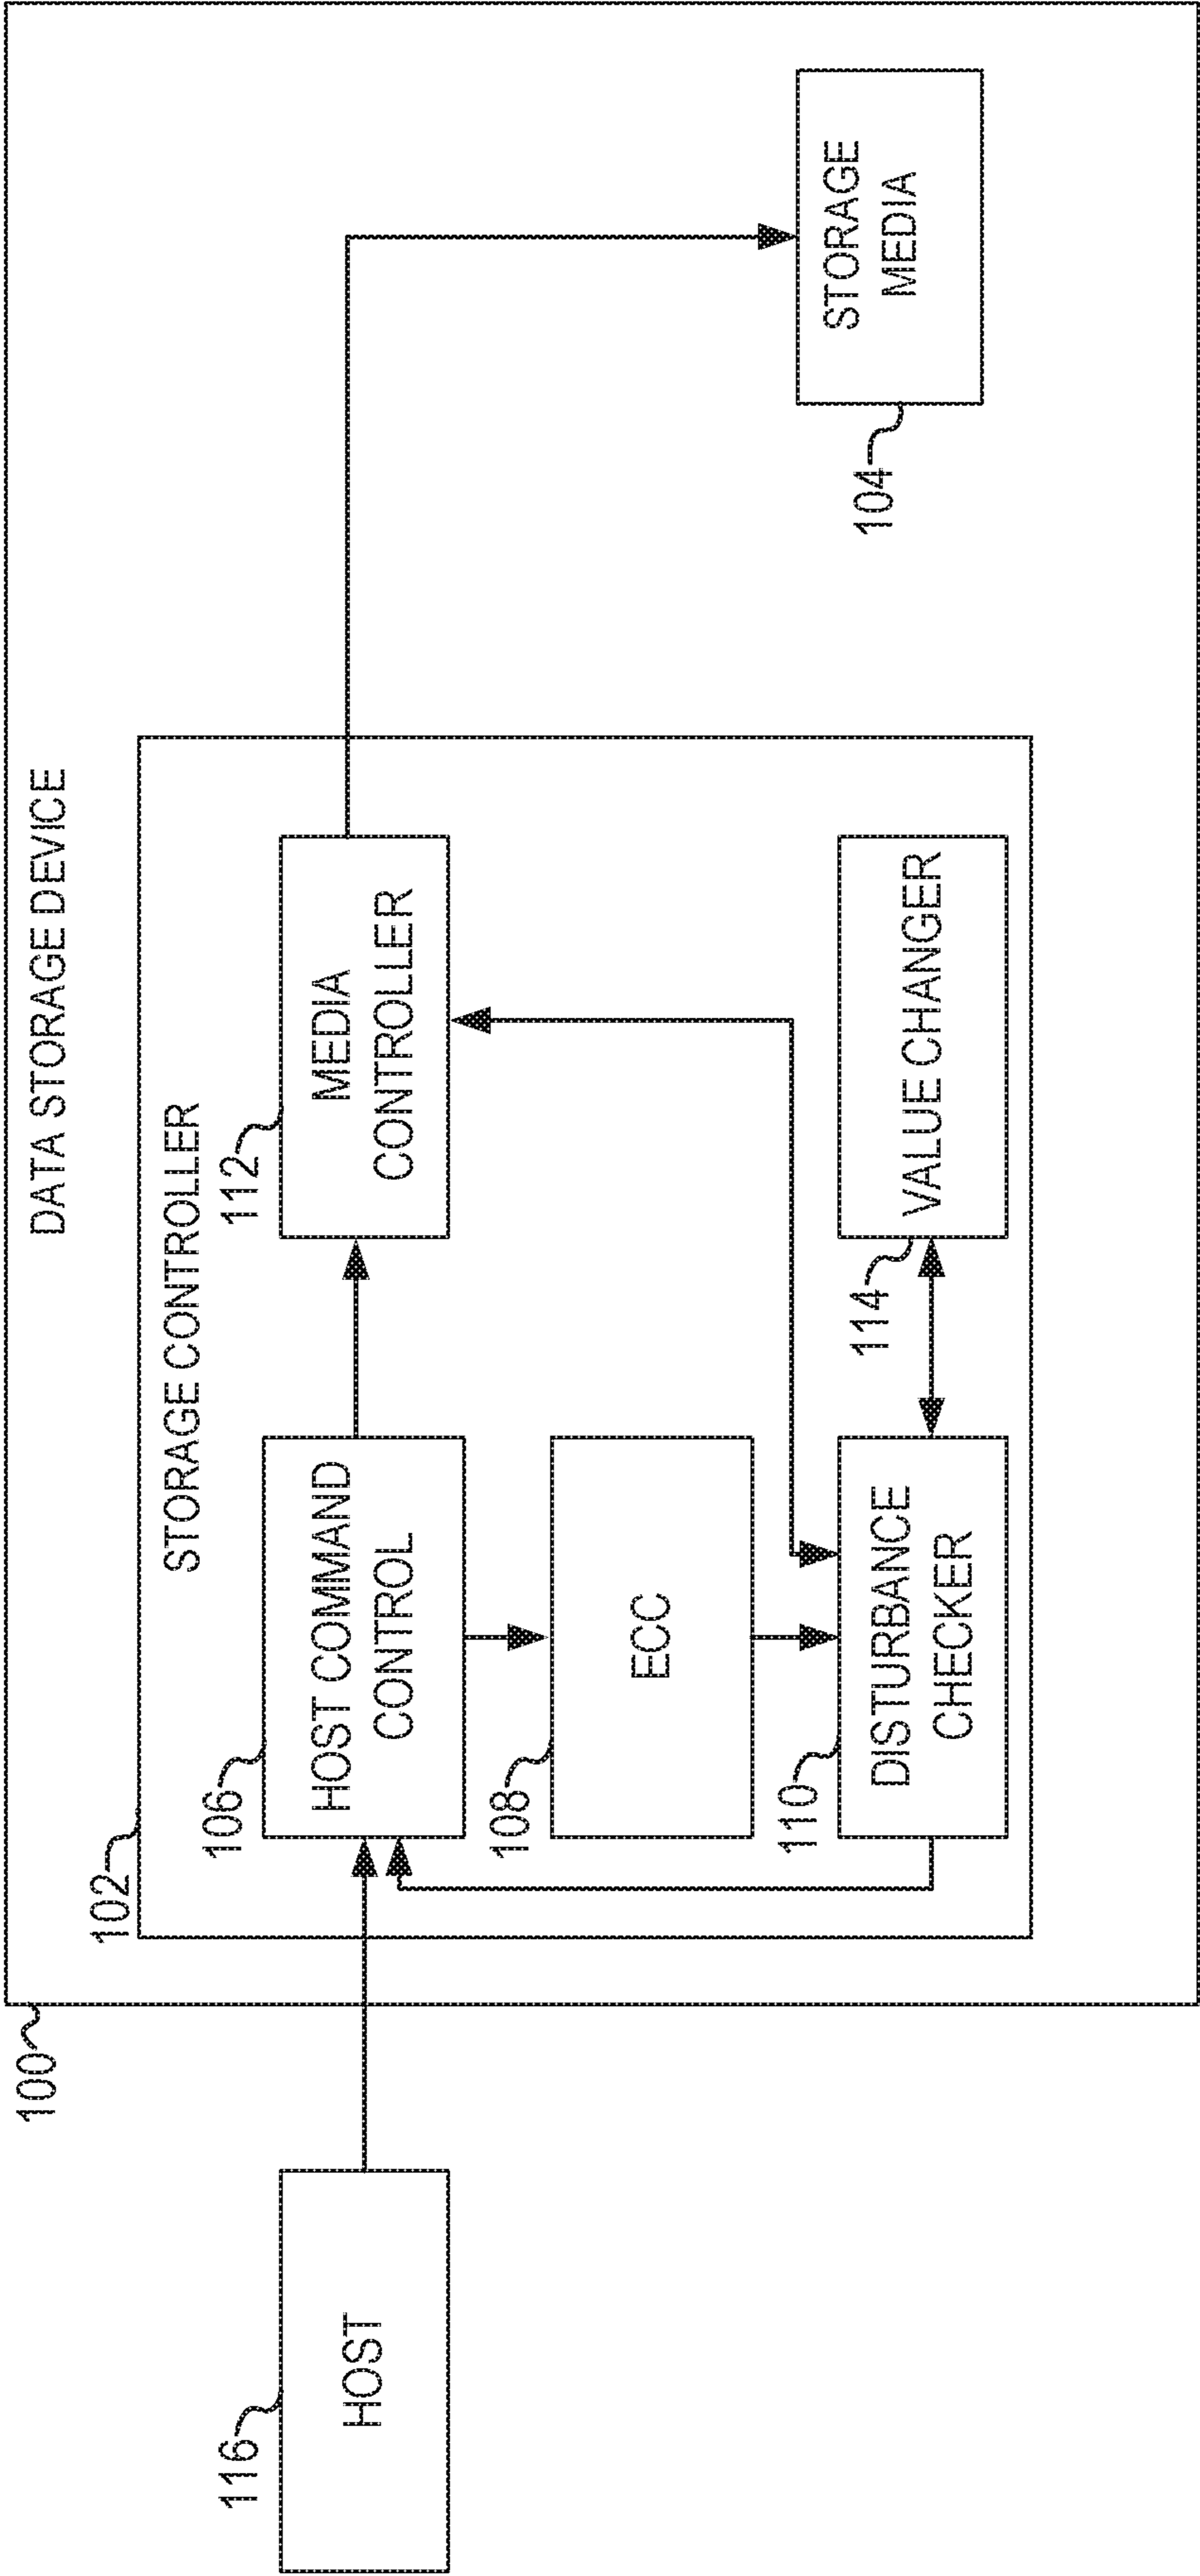 DATA STORAGE DEVICE
100
STORAGE CONTROLLER
102
116
HOST
106
HOST COMMAND
CONTROL
112
MEDIA
CONTROLLER
108
ECC
110
DISTURBANCE
CHECKER
114
VALUE CHANGER
104
STORAGE
MEDIA